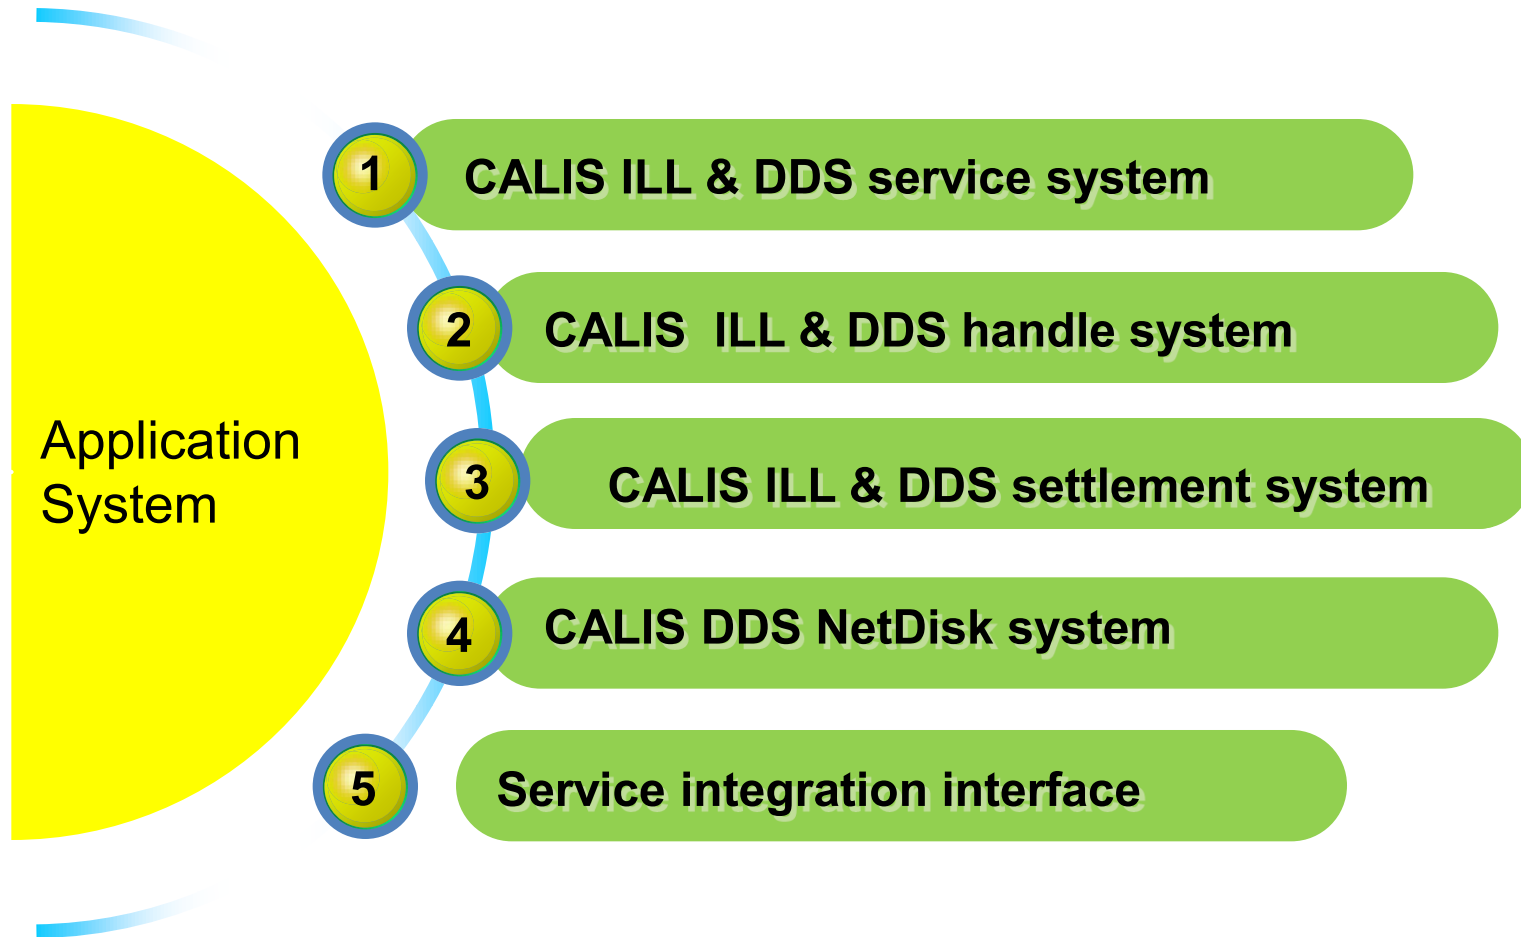 Application
System
1
CALIS ILL & DDS service system
2
CALIS  ILL & DDS handle system
3
CALIS ILL & DDS settlement system
4
CALIS DDS NetDisk system
5
Service integration interface